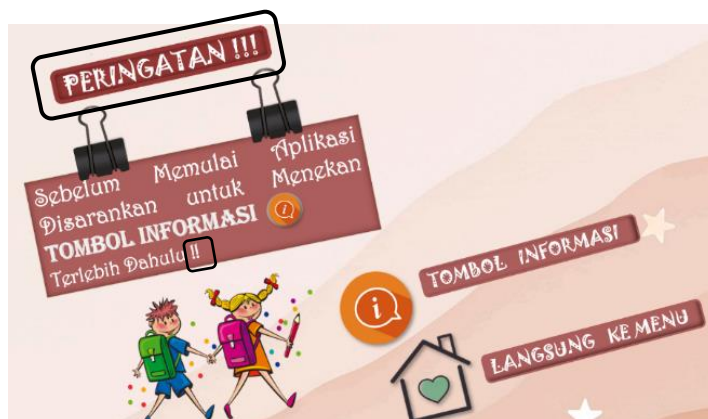 PERINGATAN !!!
Sebelum Memulai Aplikasi
Disarankan untuk Menekan
TOMBOL INFORMASI
Terlebih Dahulu !!
TOMBOL INFORMASI
LANGSUNG KE MENU